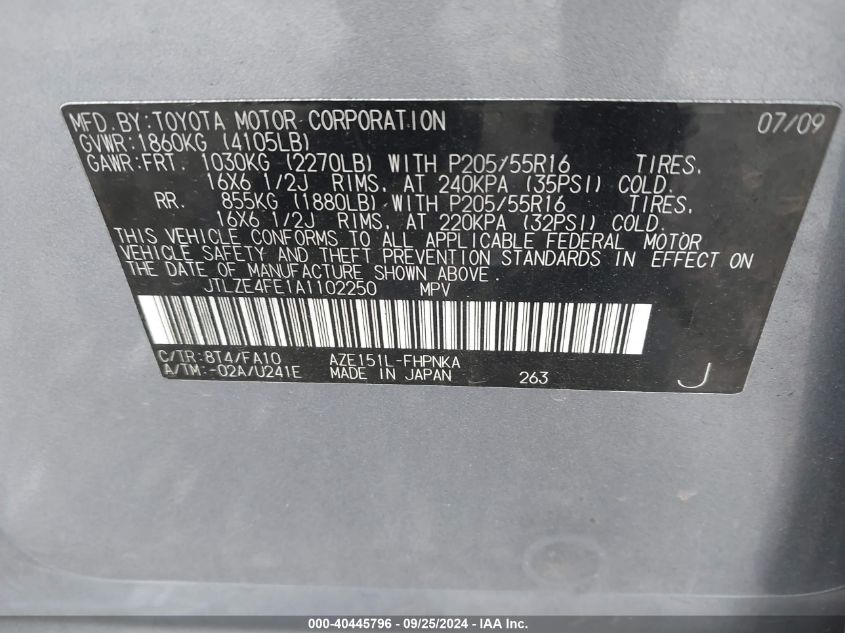 MFD. BY: TOYOTA MOTOR CORPORATION 07/09
GVWR: 1860KG (4105LB)
GAWR: FRT. 1030KG (2270LB) WITH P205/55R16 TIRES,
16X6 1/2J RIMS, AT 240KPA (35PSI) COLD.
RR. 855KG (1880LB) WITH P205/55R16 TIRES,
16X6 1/2J RIMS, AT 220KPA (32PSI) COLD.
THIS VEHICLE CONFORMS TO ALL APPLICABLE FEDERAL MOTOR
VEHICLE SAFETY AND THEFT PREVENTION STANDARDS IN EFFECT ON
THE DATE OF MANUFACTURE SHOWN ABOVE.
JTLZE4FE1A1102250 MPV
C/TR: 8T4/FA10 AZE151L-FHPNKA
A/TM: -02A/U241E MADE IN JAPAN 263 J
000-40445796 - 09/25/2024 - IAA Inc.